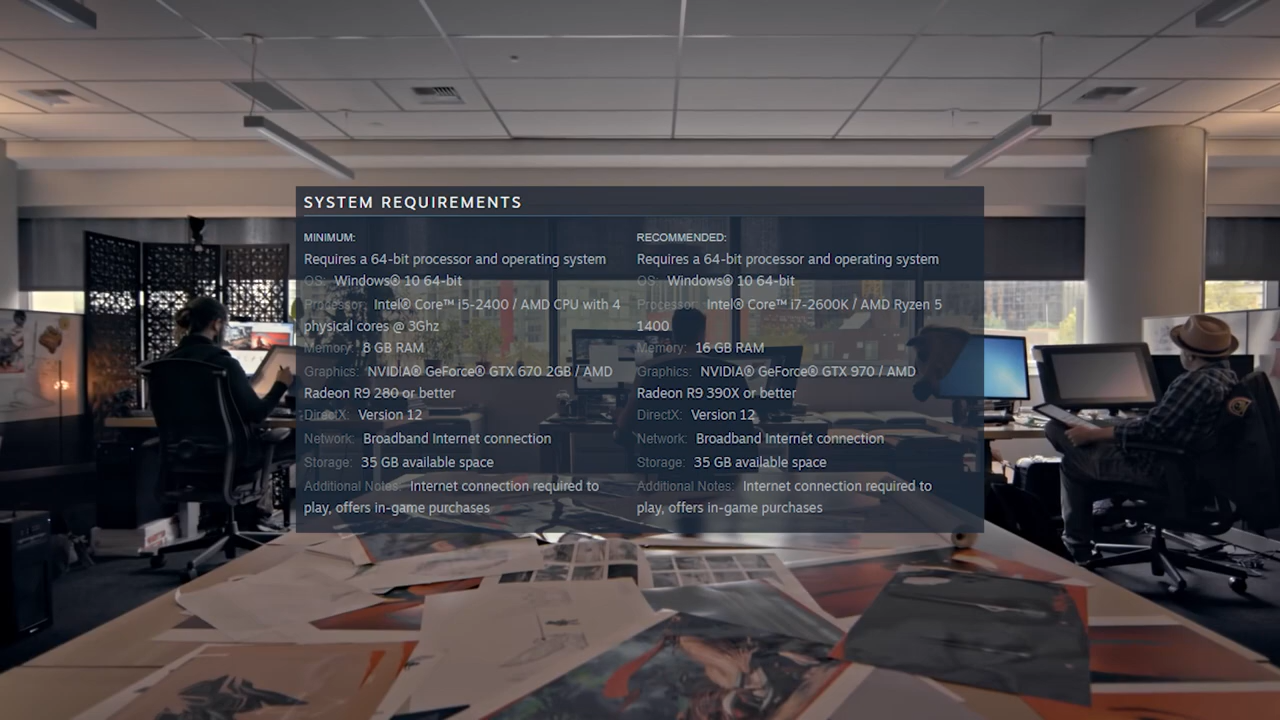 SYSTEM REQUIREMENTS
MINIMUM:
Requires a 64-bit processor and operating system
OS: Windows® 10 64-bit
Processor: Intel® Core™ i5-2400 / AMD CPU with 4
physical cores @ 3Ghz
Memory: 8 GB RAM
Graphics: NVIDIA® GeForce® GTX 670 2GB / AMD
Radeon R9 280 or better
DirectX: Version 12
Network: Broadband Internet connection
Storage: 35 GB available space
Additional Notes: Internet connection required to
play, offers in-game purchases
RECOMMENDED:
Requires a 64-bit processor and operating system
OS: Windows® 10 64-bit
Processor: Intel® Core™ i7-2600K / AMD Ryzen 5
1400
Memory: 16 GB RAM
Graphics: NVIDIA® GeForce® GTX 970 / AMD
Radeon R9 390X or better
DirectX: Version 12
Network: Broadband Internet connection
Storage: 35 GB available space
Additional Notes: Internet connection required to
play, offers in-game purchases